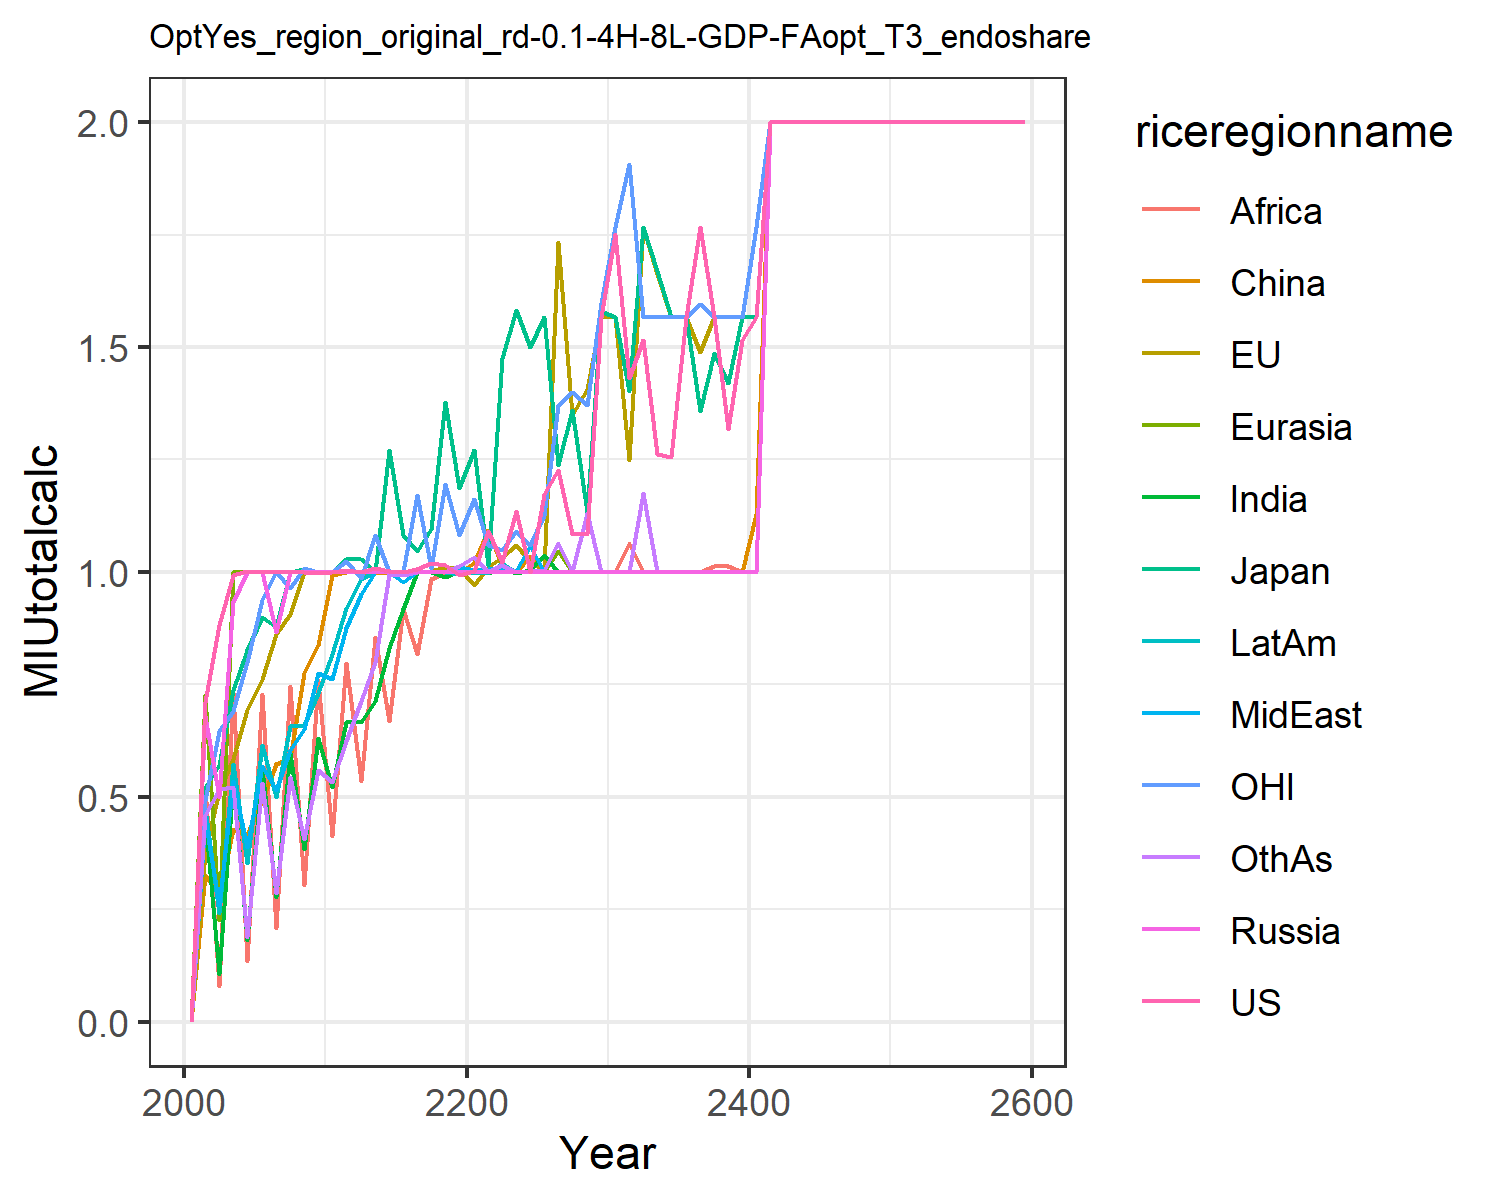 OptYes_region_original_rd-0.1-4H-8L-GDP-FAopt_T3_endoshare
2.0
1.5
1.0
0.5
0.0
MIUtotalcalc
2000
2200
2400
2600
Year
riceregionname
Africa
China
EU
Eurasia
India
Japan
LatAm
MidEast
OHI
OthAs
Russia
US